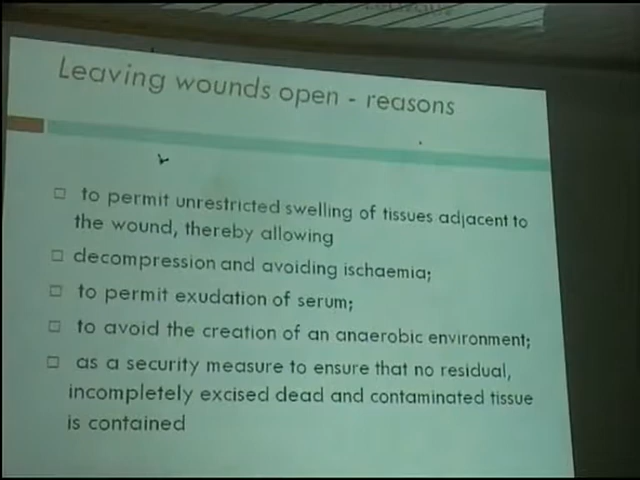 Leaving wounds open - reasons
to permit unrestricted swelling of tissues adjacent to
the wound, thereby allowing
decompression and avoiding ischaemia;
to permit exudation of serum;
to avoid the creation of an anaerobic environment;
as a security measure to ensure that no residual,
incompletely excised dead and contaminated tissue
is contained